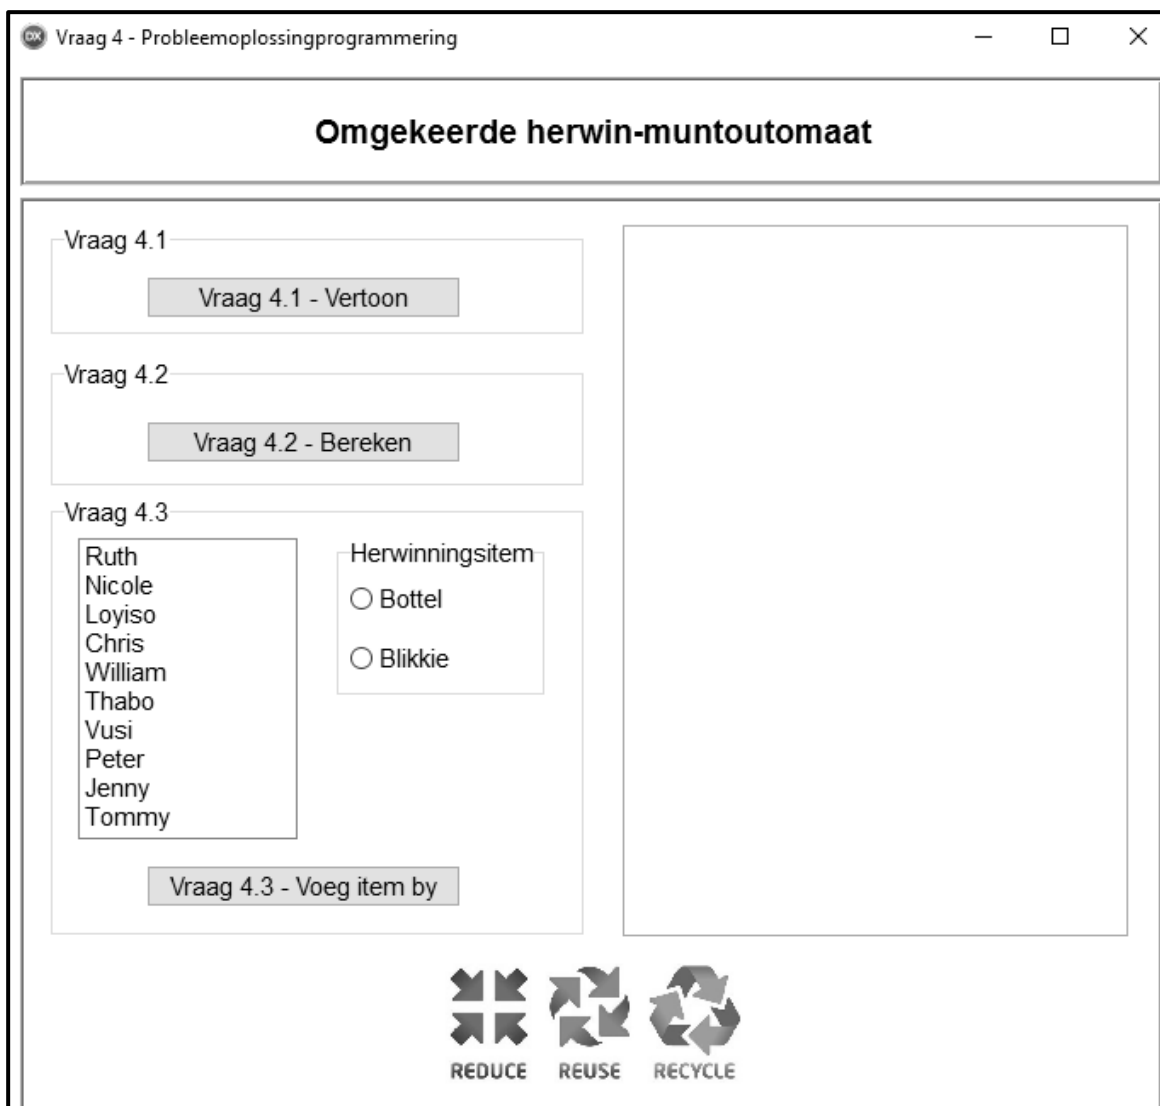 Vraag 4 - Probleemoplossingprogrammering
Omgekeerde herwin-muntoutomaat
Vraag 4.1
Vraag 4.1 - Vertoon
Vraag 4.2
Vraag 4.2 - Bereken
Vraag 4.3
Ruth
Nicole
Loyiso
Chris
William
Thabo
Vusi
Peter
Jenny
Tommy
Herwinningsitem
Bottel
Blikkie
Vraag 4.3 - Voeg item by
REDUCE REUSE RECYCLE